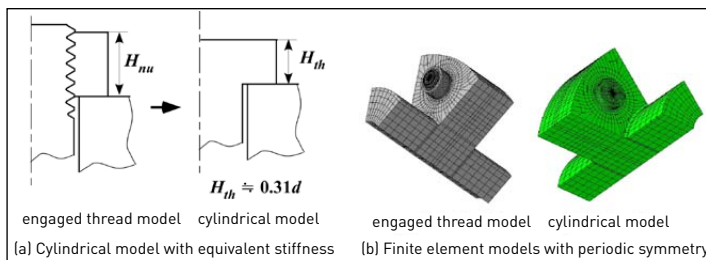 H_nu
H_th
H_th ≒ 0.31d
engaged thread model cylindrical model
(a) Cylindrical model with equivalent stiffness
engaged thread model cylindrical model
(b) Finite element models with periodic symmetry